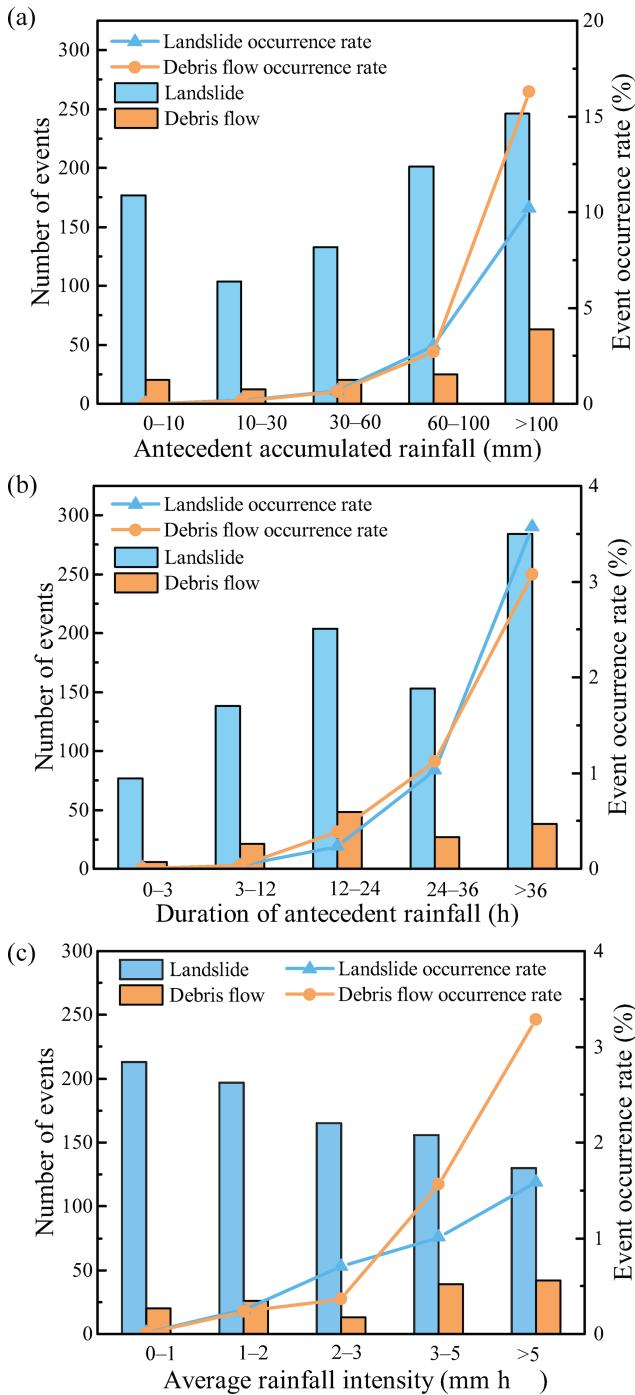 (a)
Landslide occurrence rate
Debris flow occurrence rate
Landslide
Debris flow
300
250
200
150
100
50
0
Number of events
20
15
10
5
0
Event occurrence rate (%)
0–10 10–30 30–60 60–100 >100
Antecedent accumulated rainfall (mm)
(b)
Landslide occurrence rate
Debris flow occurrence rate
Landslide
Debris flow
300
250
200
150
100
50
0
Number of events
4
3
2
1
0
Event occurrence rate (%)
0–3 3–12 12–24 24–36 >36
Duration of antecedent rainfall (h)
(c)
Landslide Landslide occurrence rate
Debris flow Debris flow occurrence rate
300
250
200
150
100
50
0
Number of events
4
3
2
1
0
Event occurrence rate (%)
0–1 1–2 2–3 3–5 >5
Average rainfall intensity (mm h )